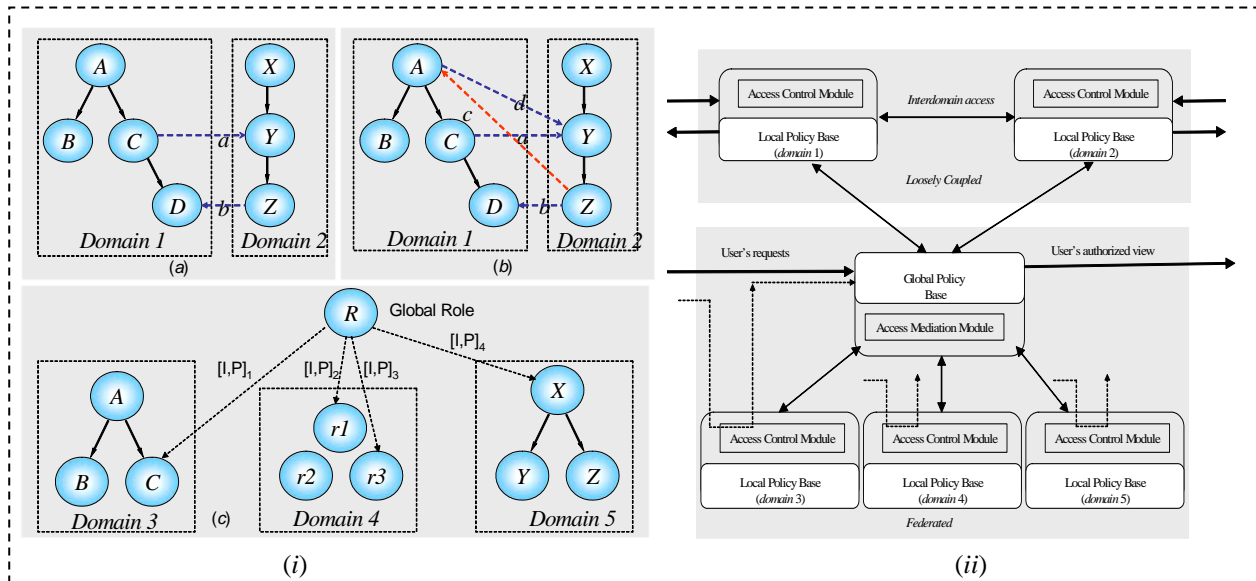 A
B
C
D
X
Y
Z
a
b
Domain 1
Domain 2
(a)
A
B
C
D
X
Y
Z
d
c
a
b
Domain 1
Domain 2
(b)
R
Global Role
[I,P]1
[I,P]2
[I,P]3
[I,P]4
A
B
C
Domain 3
(c)
r1
r2
r3
Domain 4
X
Y
Z
Domain 5
(i)
Access Control Module
Local Policy Base
(domain 1)
Interdomain access
Access Control Module
Local Policy Base
(domain 2)
Loosely Coupled
User's requests
User's authorized view
Global Policy
Base
Access Mediation Module
Access Control Module
Local Policy Base
(domain 3)
Access Control Module
Local Policy Base
(domain 4)
Access Control Module
Local Policy Base
(domain 5)
Federated
(ii)